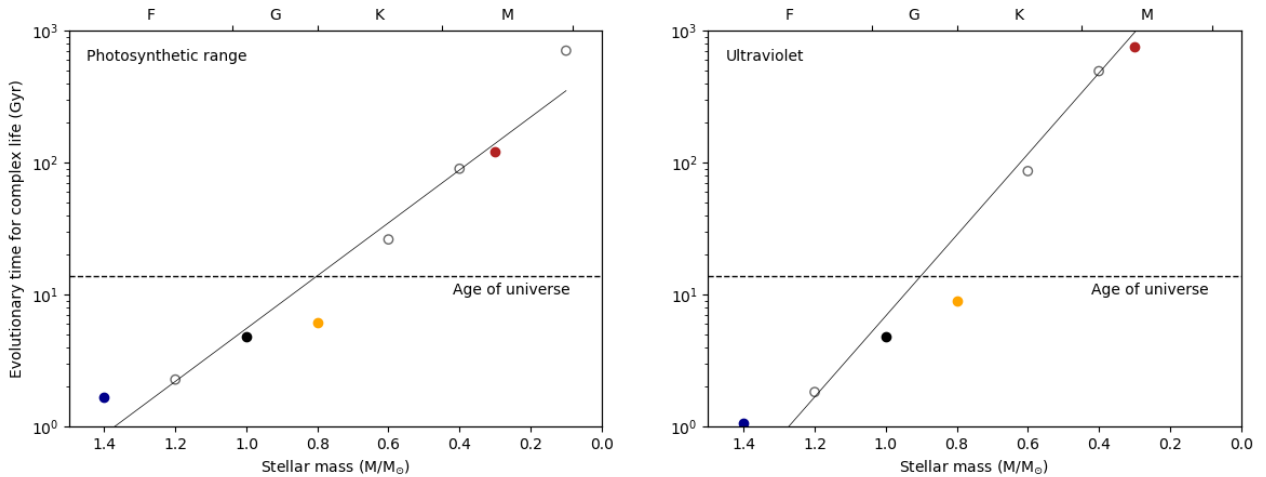 F G K M
10³
Photosynthetic range
10²
Age of universe
10¹
10⁰
1.4 1.2 1.0 0.8 0.6 0.4 0.2 0.0
Stellar mass (M/M☉)
Evolutionary time for complex life (Gyr)
F G K M
10³
Ultraviolet
10²
Age of universe
10¹
10⁰
1.4 1.2 1.0 0.8 0.6 0.4 0.2 0.0
Stellar mass (M/M☉)